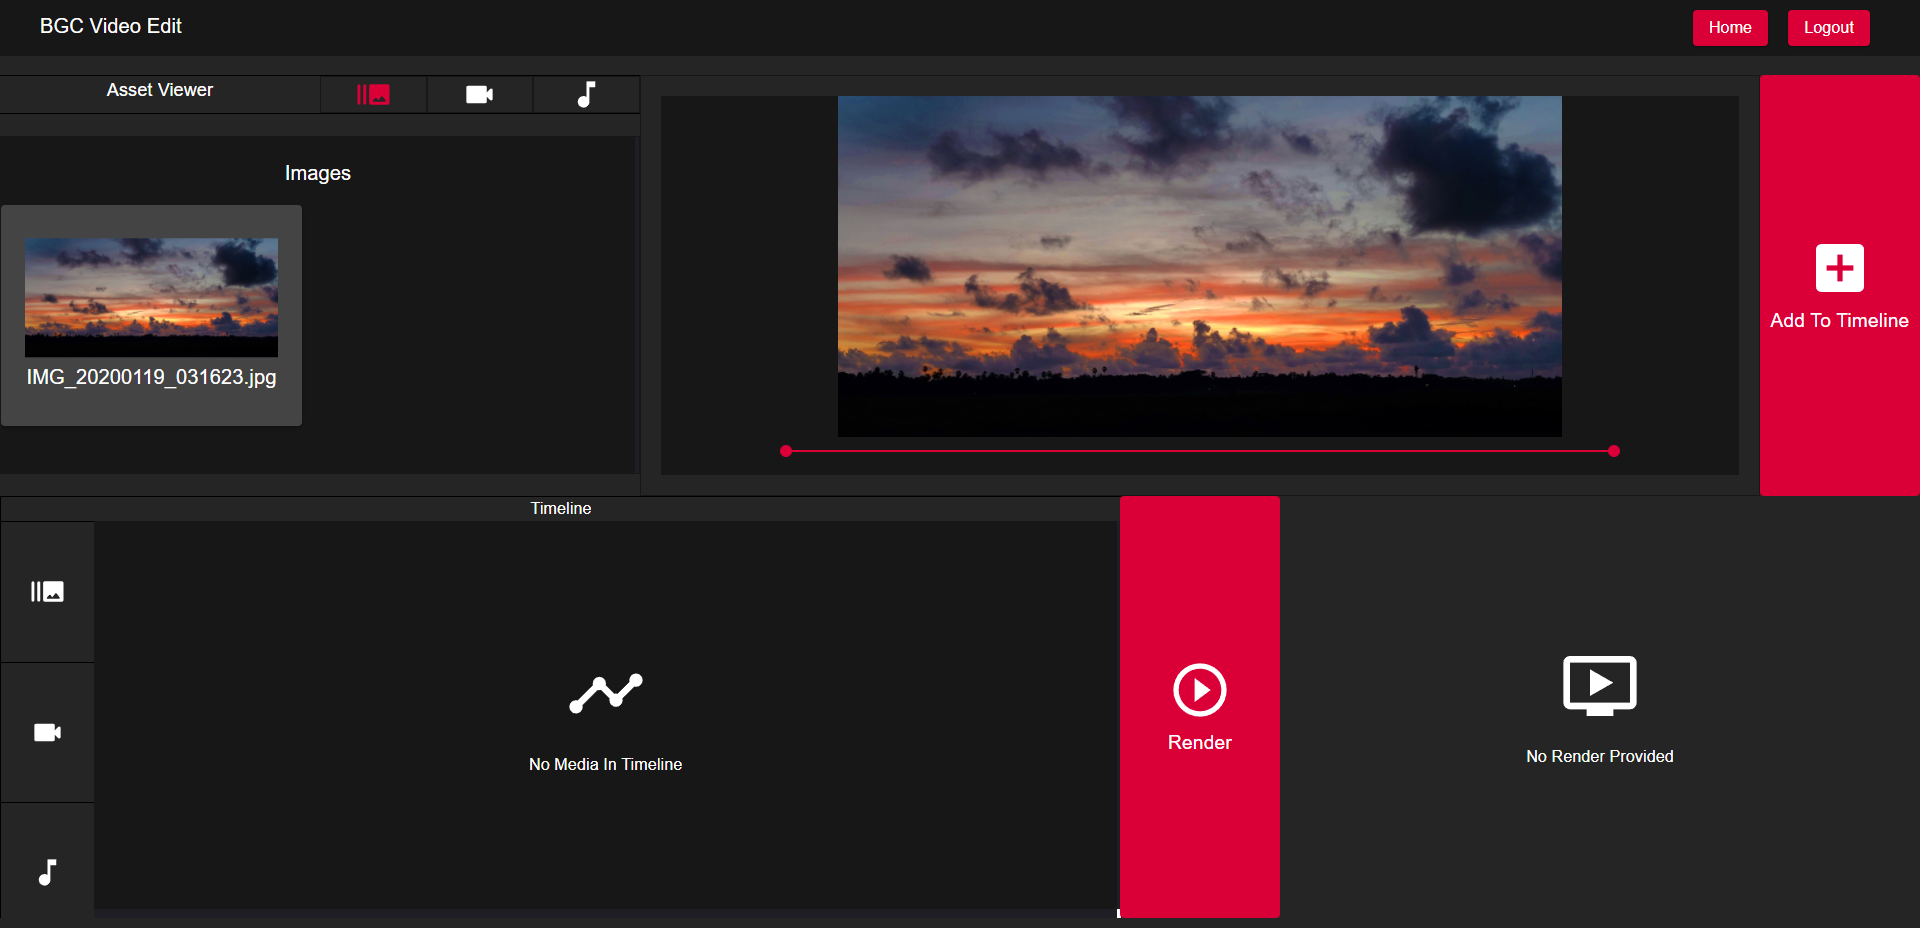 BGC Video Edit
Home
Logout
Asset Viewer
Images
IMG_20200119_031623.jpg
Add To Timeline
Timeline
No Media In Timeline
Render
No Render Provided